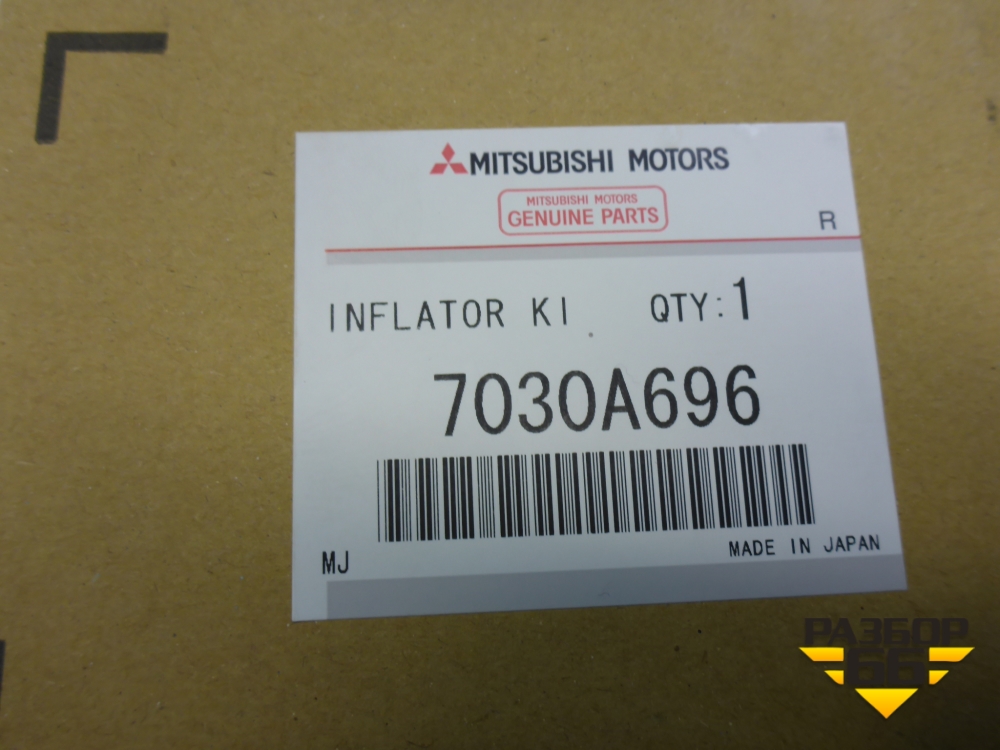 MITSUBISHI MOTORS
MITSUBISHI MOTORS
GENUINE PARTS
R
INFLATOR KI QTY:1
7030A696
MJ MADE IN JAPAN
РАЗБОР
66